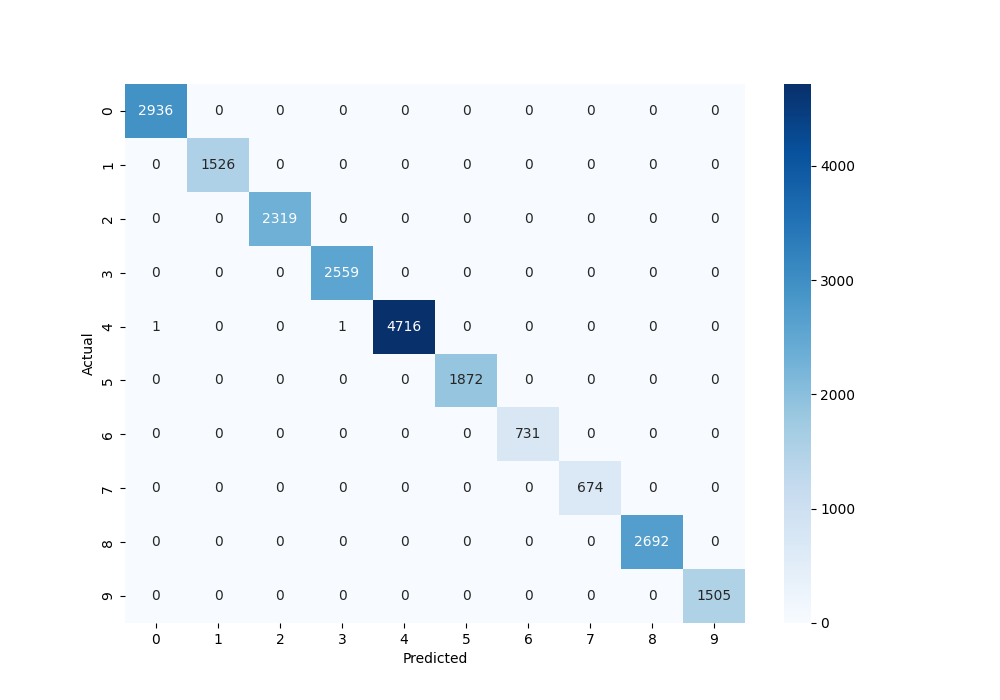 0 2936 0 0 0 0 0 0 0 0 0
1 0 1526 0 0 0 0 0 0 0 0
2 0 0 2319 0 0 0 0 0 0 0
3 0 0 0 2559 0 0 0 0 0 0
4 1 0 0 1 4716 0 0 0 0 0
5 0 0 0 0 0 1872 0 0 0 0
6 0 0 0 0 0 0 731 0 0 0
7 0 0 0 0 0 0 0 674 0 0
8 0 0 0 0 0 0 0 0 2692 0
9 0 0 0 0 0 0 0 0 0 1505
0 1 2 3 4 5 6 7 8 9
Predicted
Actual
4000
3000
2000
1000
0